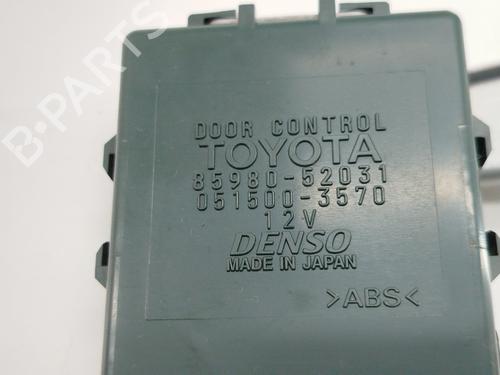 DOOR CONTROL
TOYOTA
85980-52031
051500-3570
12V
DENSO
MADE IN JAPAN
>ABS<
B-PARTS